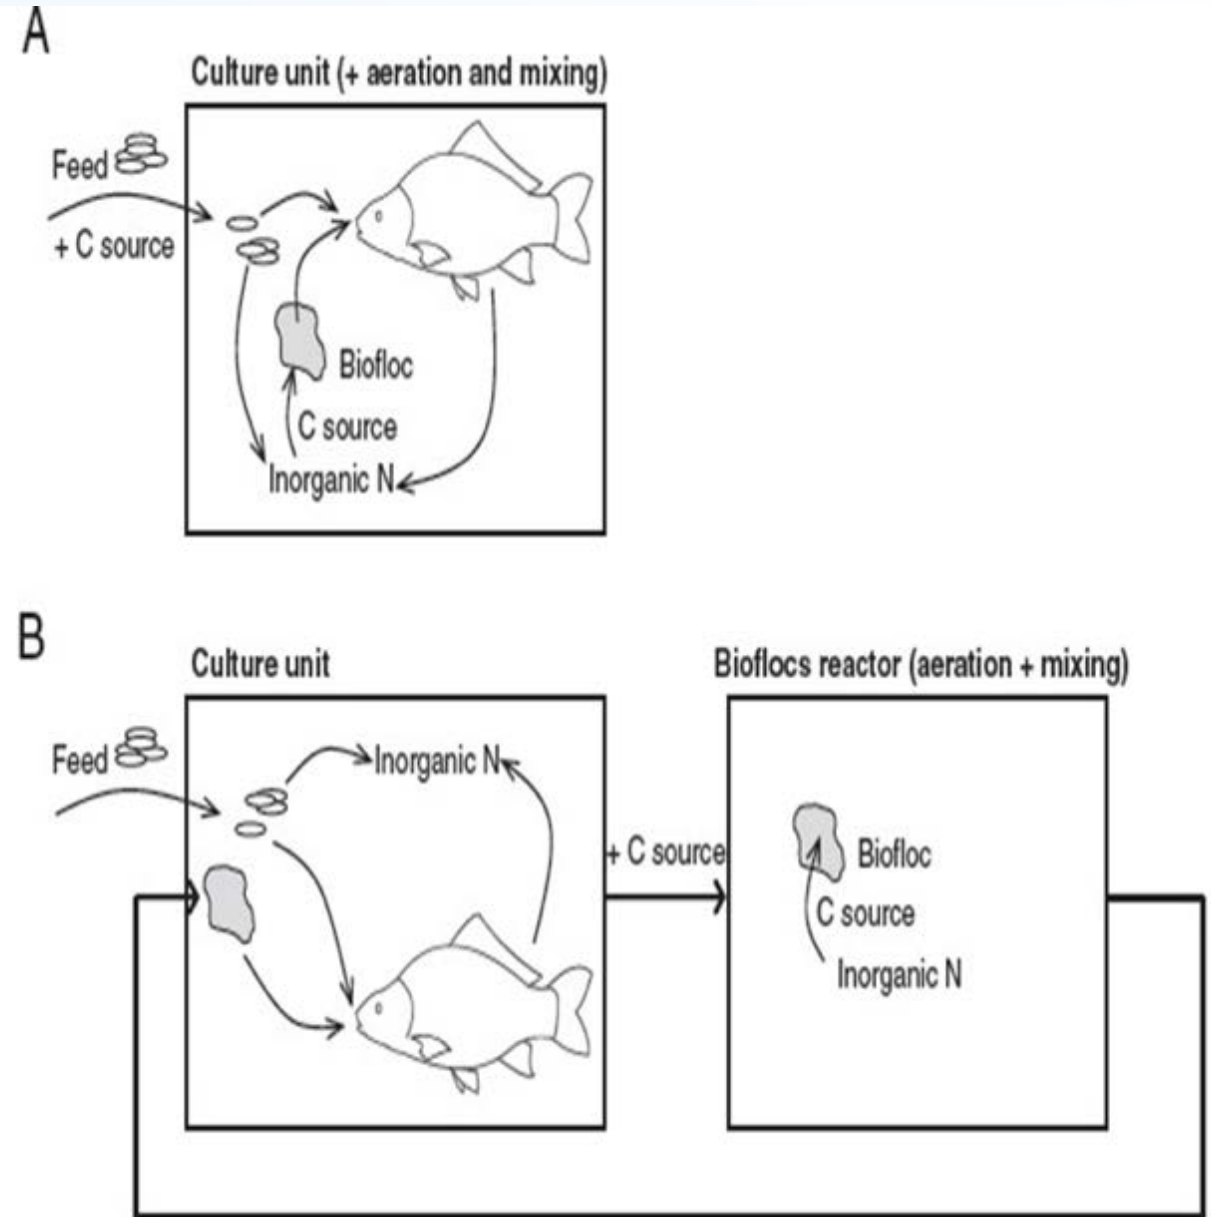 A
Culture unit (+ aeration and mixing)
Feed
+ C source
Biofloc
C source
Inorganic N
B
Culture unit
Bioflocs reactor (aeration + mixing)
Feed
Inorganic N
+ C source
Biofloc
C source
Inorganic N